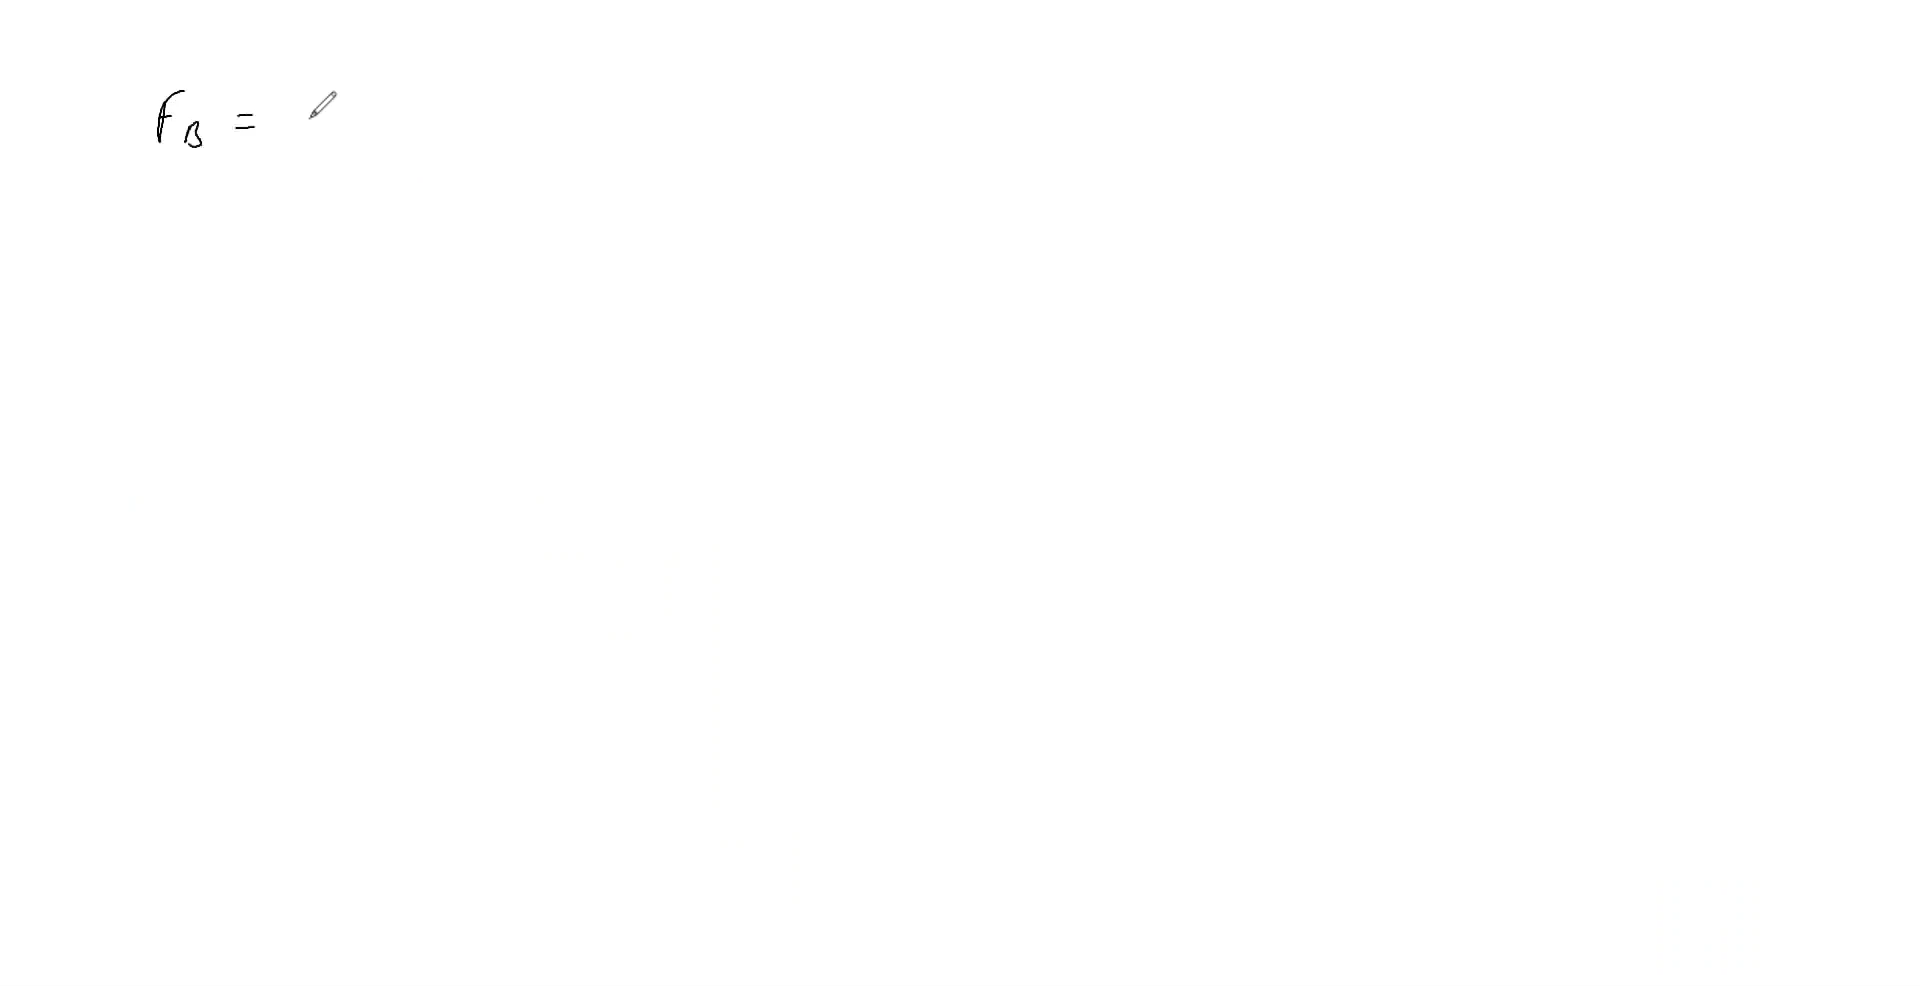 F_B =